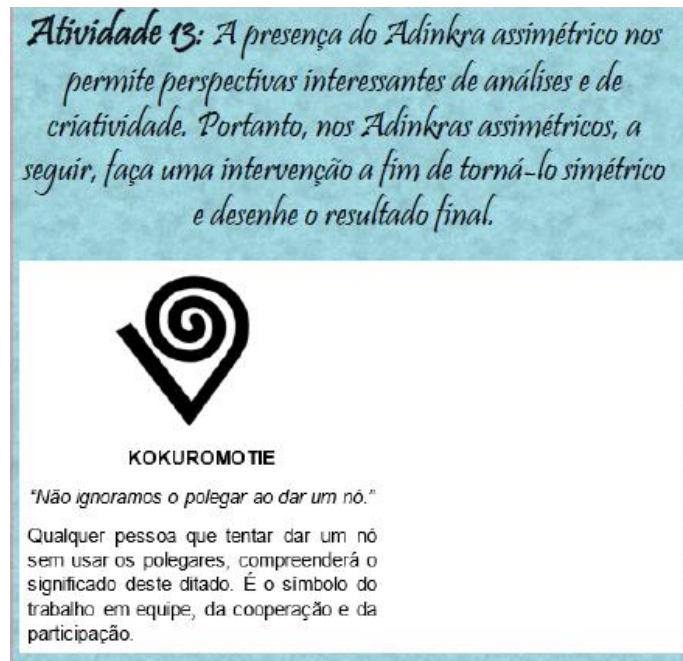 Atividade 13: A presença do Adinkra assimétrico nos
permite perspectivas interessantes de análises e de
criatividade. Portanto, nos Adinkras assimétricos, a
seguir, faça uma intervenção a fim de torná-lo simétrico
e desenhe o resultado final.
KOKUROMOTIE
"Não ignoramos o polegar ao dar um nó."
Qualquer pessoa que tentar dar um nó
sem usar os polegares, compreenderá o
significado deste ditado. É o símbolo do
trabalho em equipe, da cooperação e da
participação.